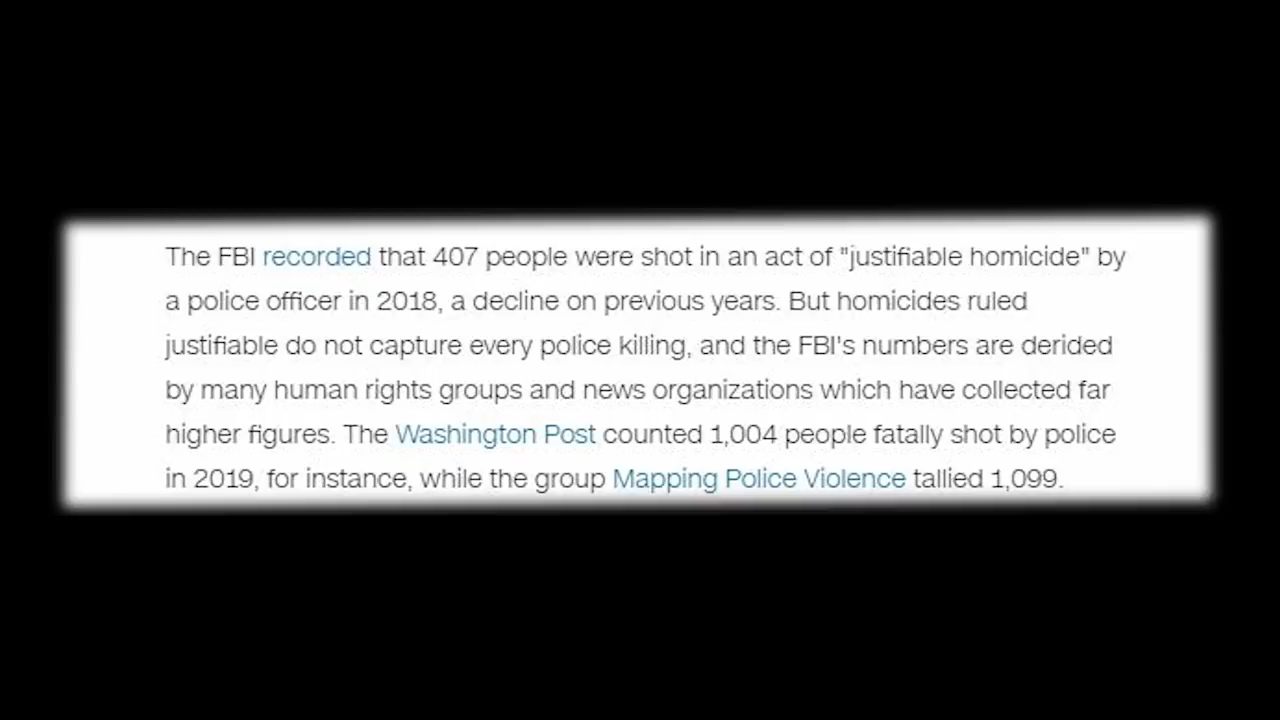 The FBI recorded that 407 people were shot in an act of "justifiable homicide" by
a police officer in 2018, a decline on previous years. But homicides ruled
justifiable do not capture every police killing, and the FBI's numbers are derided
by many human rights groups and news organizations which have collected far
higher figures. The Washington Post counted 1,004 people fatally shot by police
in 2019, for instance, while the group Mapping Police Violence tallied 1,099.